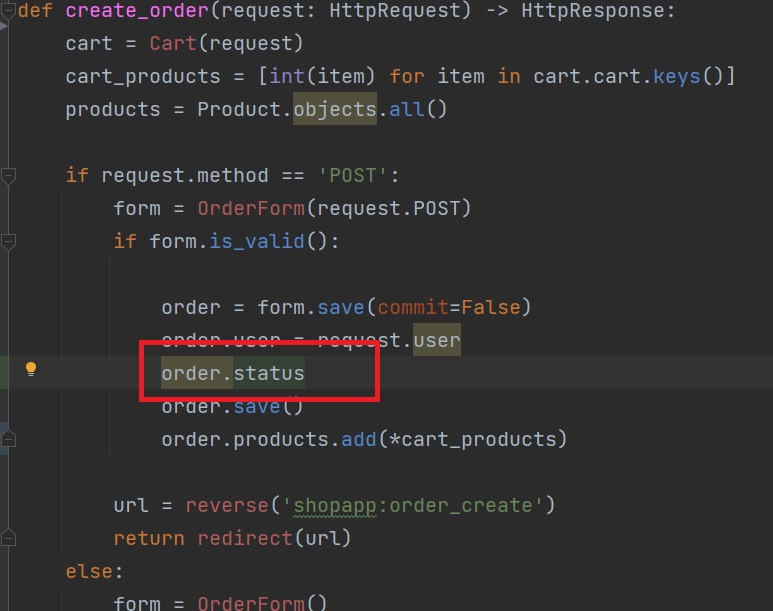 def create_order(request: HttpRequest) -> HttpResponse:
    cart = Cart(request)
    cart_products = [int(item) for item in cart.cart.keys()]
    products = Product.objects.all()
    if request.method == 'POST':
        form = OrderForm(request.POST)
        if form.is_valid():
            order = form.save(commit=False)
            order.user = request.user
            order.status
            order.save()
            order.products.add(*cart_products)
        url = reverse('shopapp:order_create')
        return redirect(url)
    else:
        form = OrderForm()